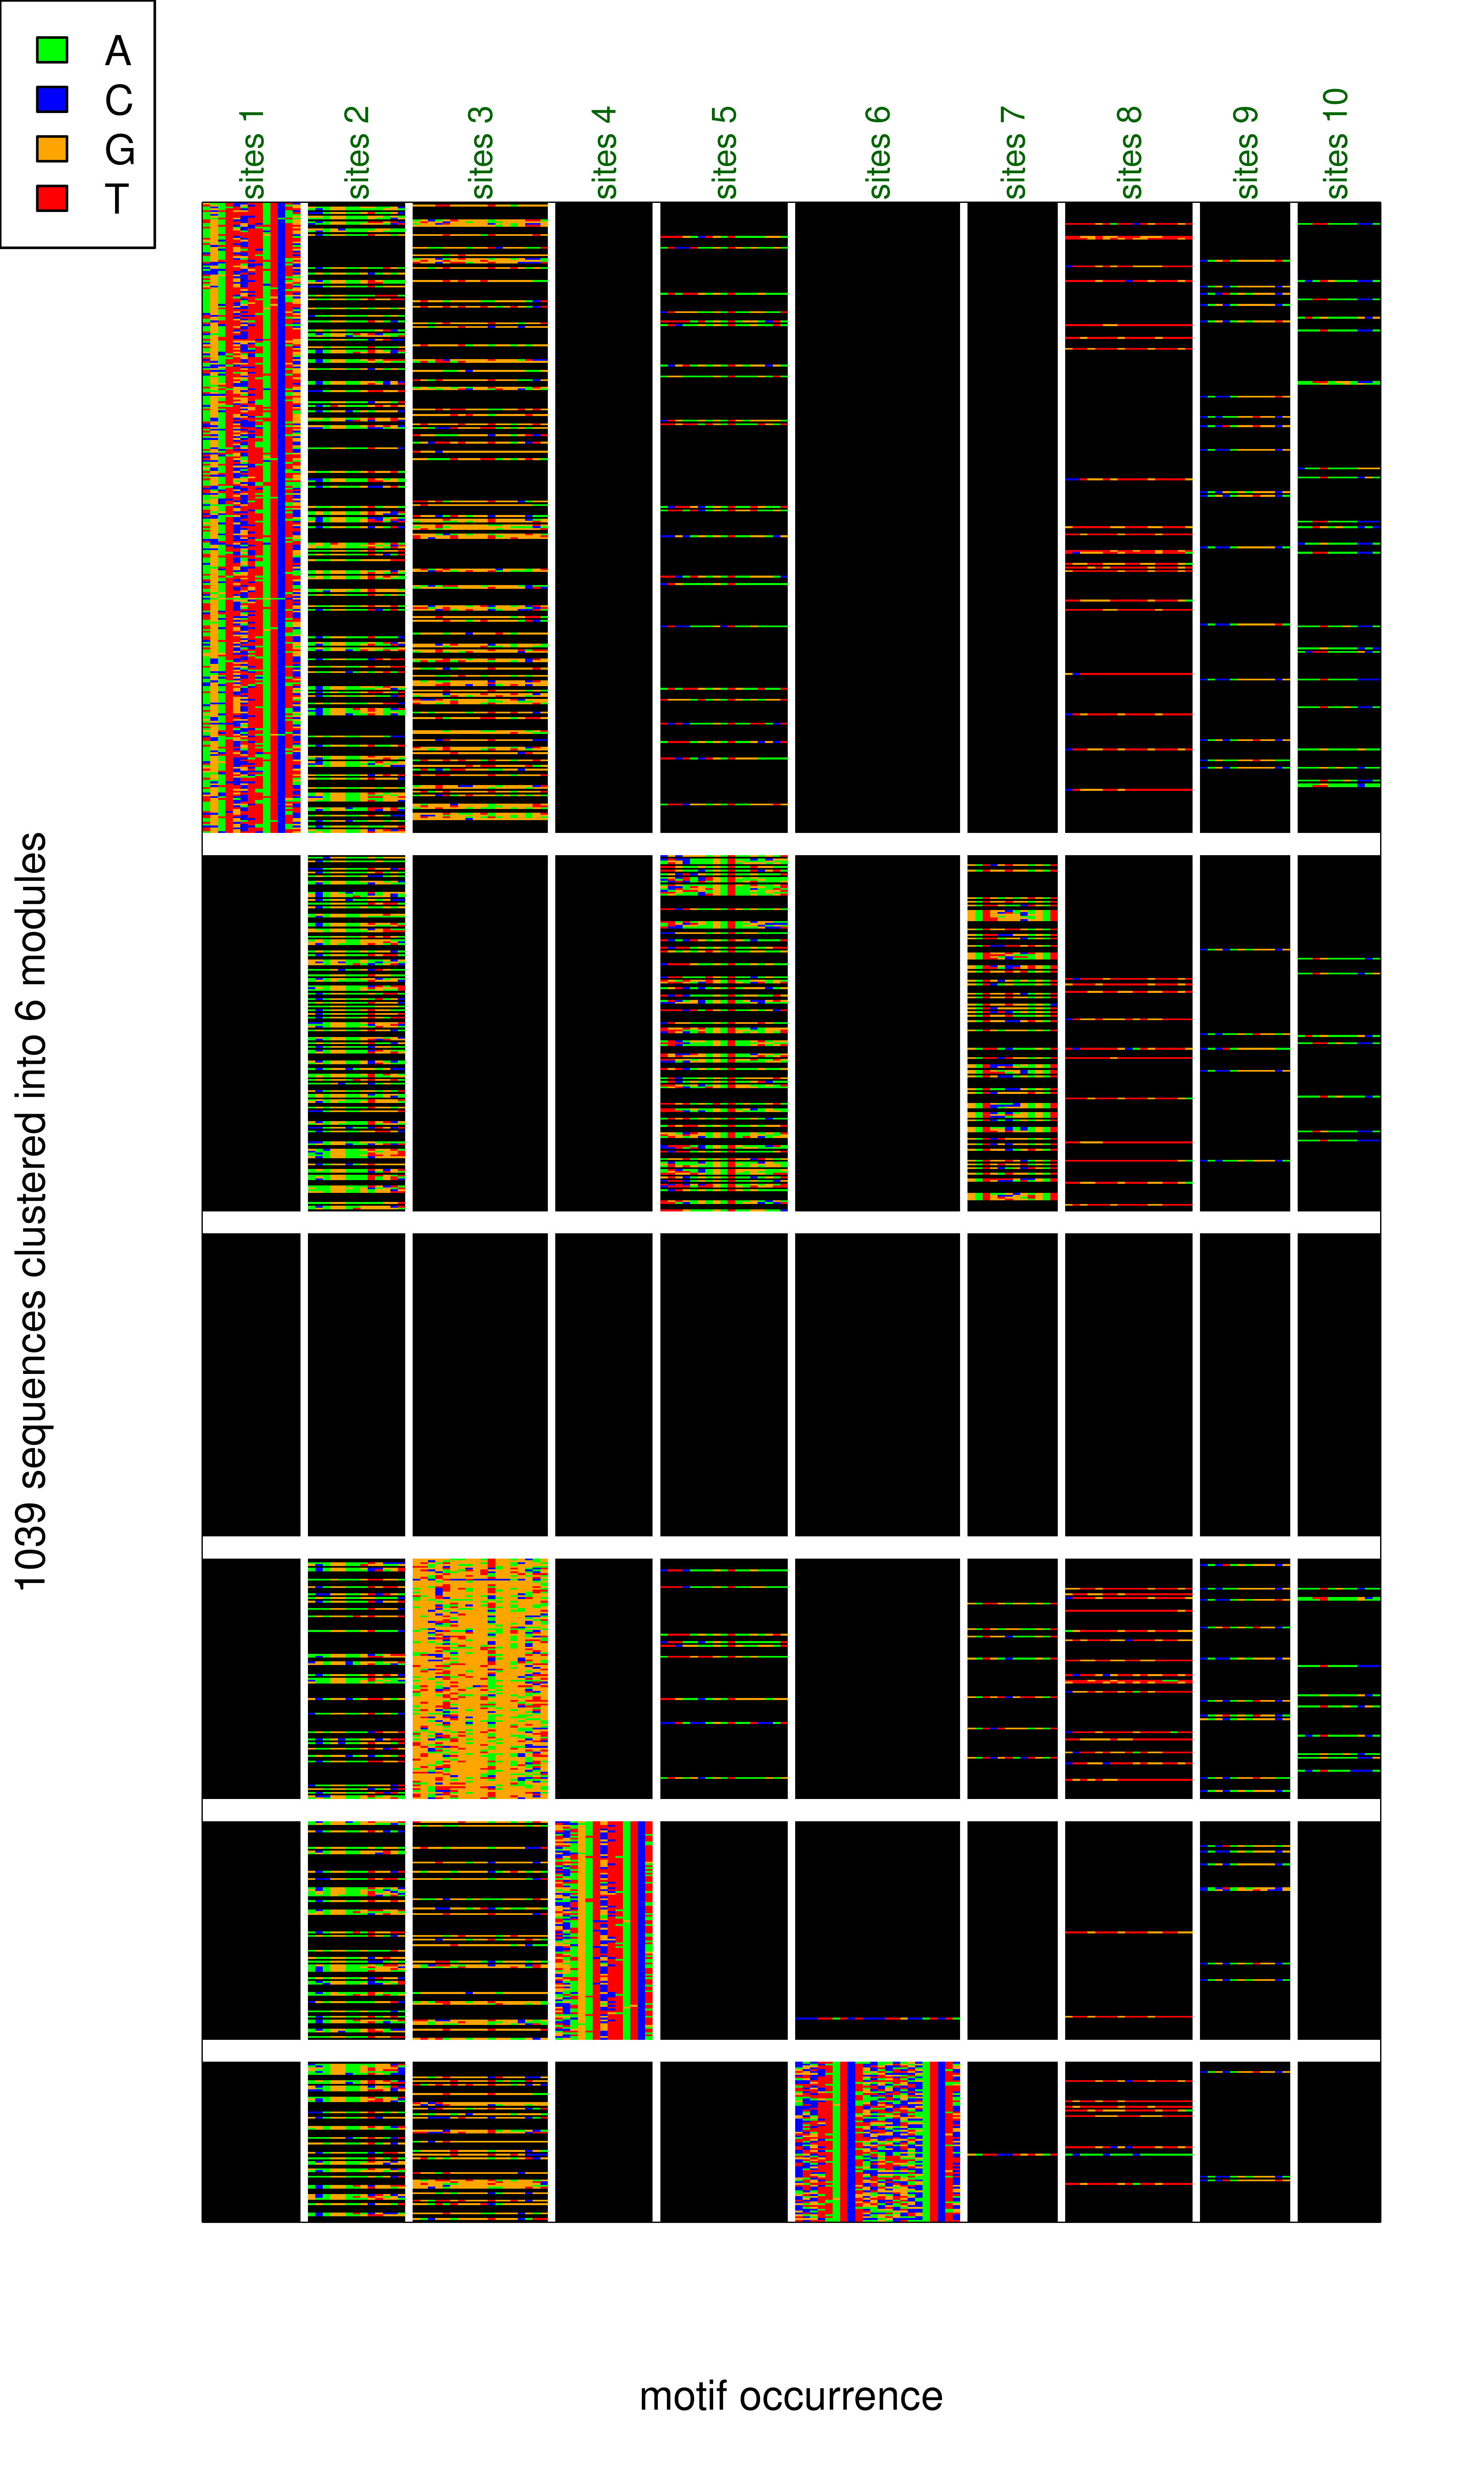 A
C
G
T
sites 1
sites 2
sites 3
sites 4
sites 5
sites 6
sites 7
sites 8
sites 9
sites 10
1039 sequences clustered into 6 modules
motif occurrence